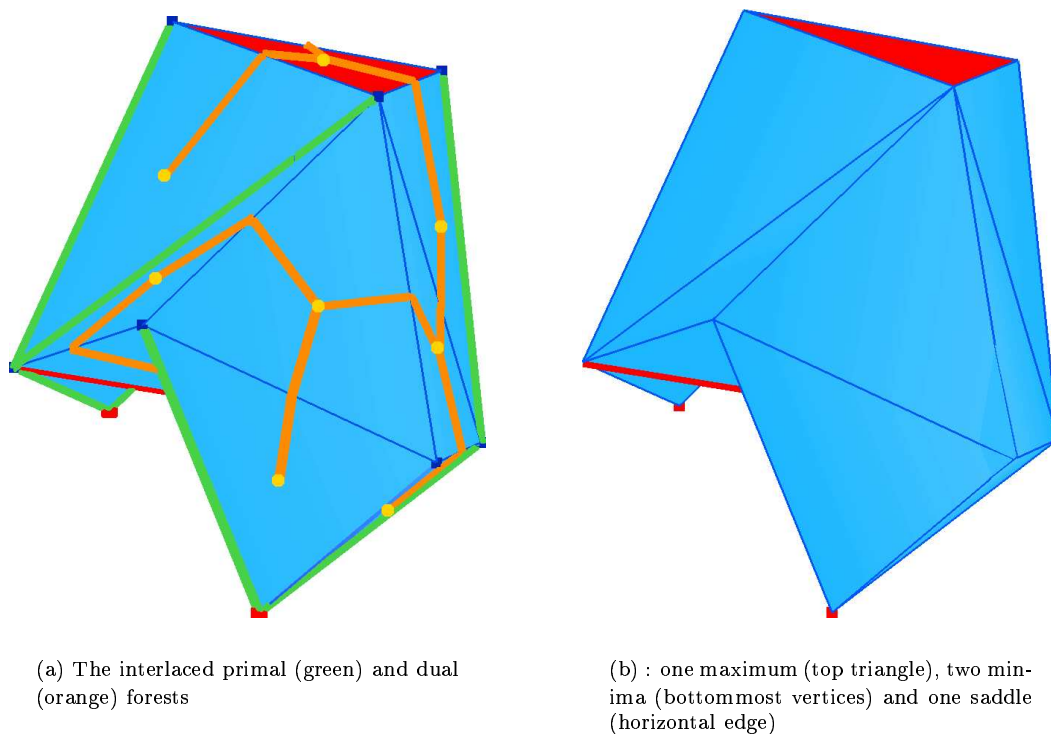 (a) The interlaced primal (green) and dual
(orange) forests
(b) : one maximum (top triangle), two min-
ima (bottommost vertices) and one saddle
(horizontal edge)